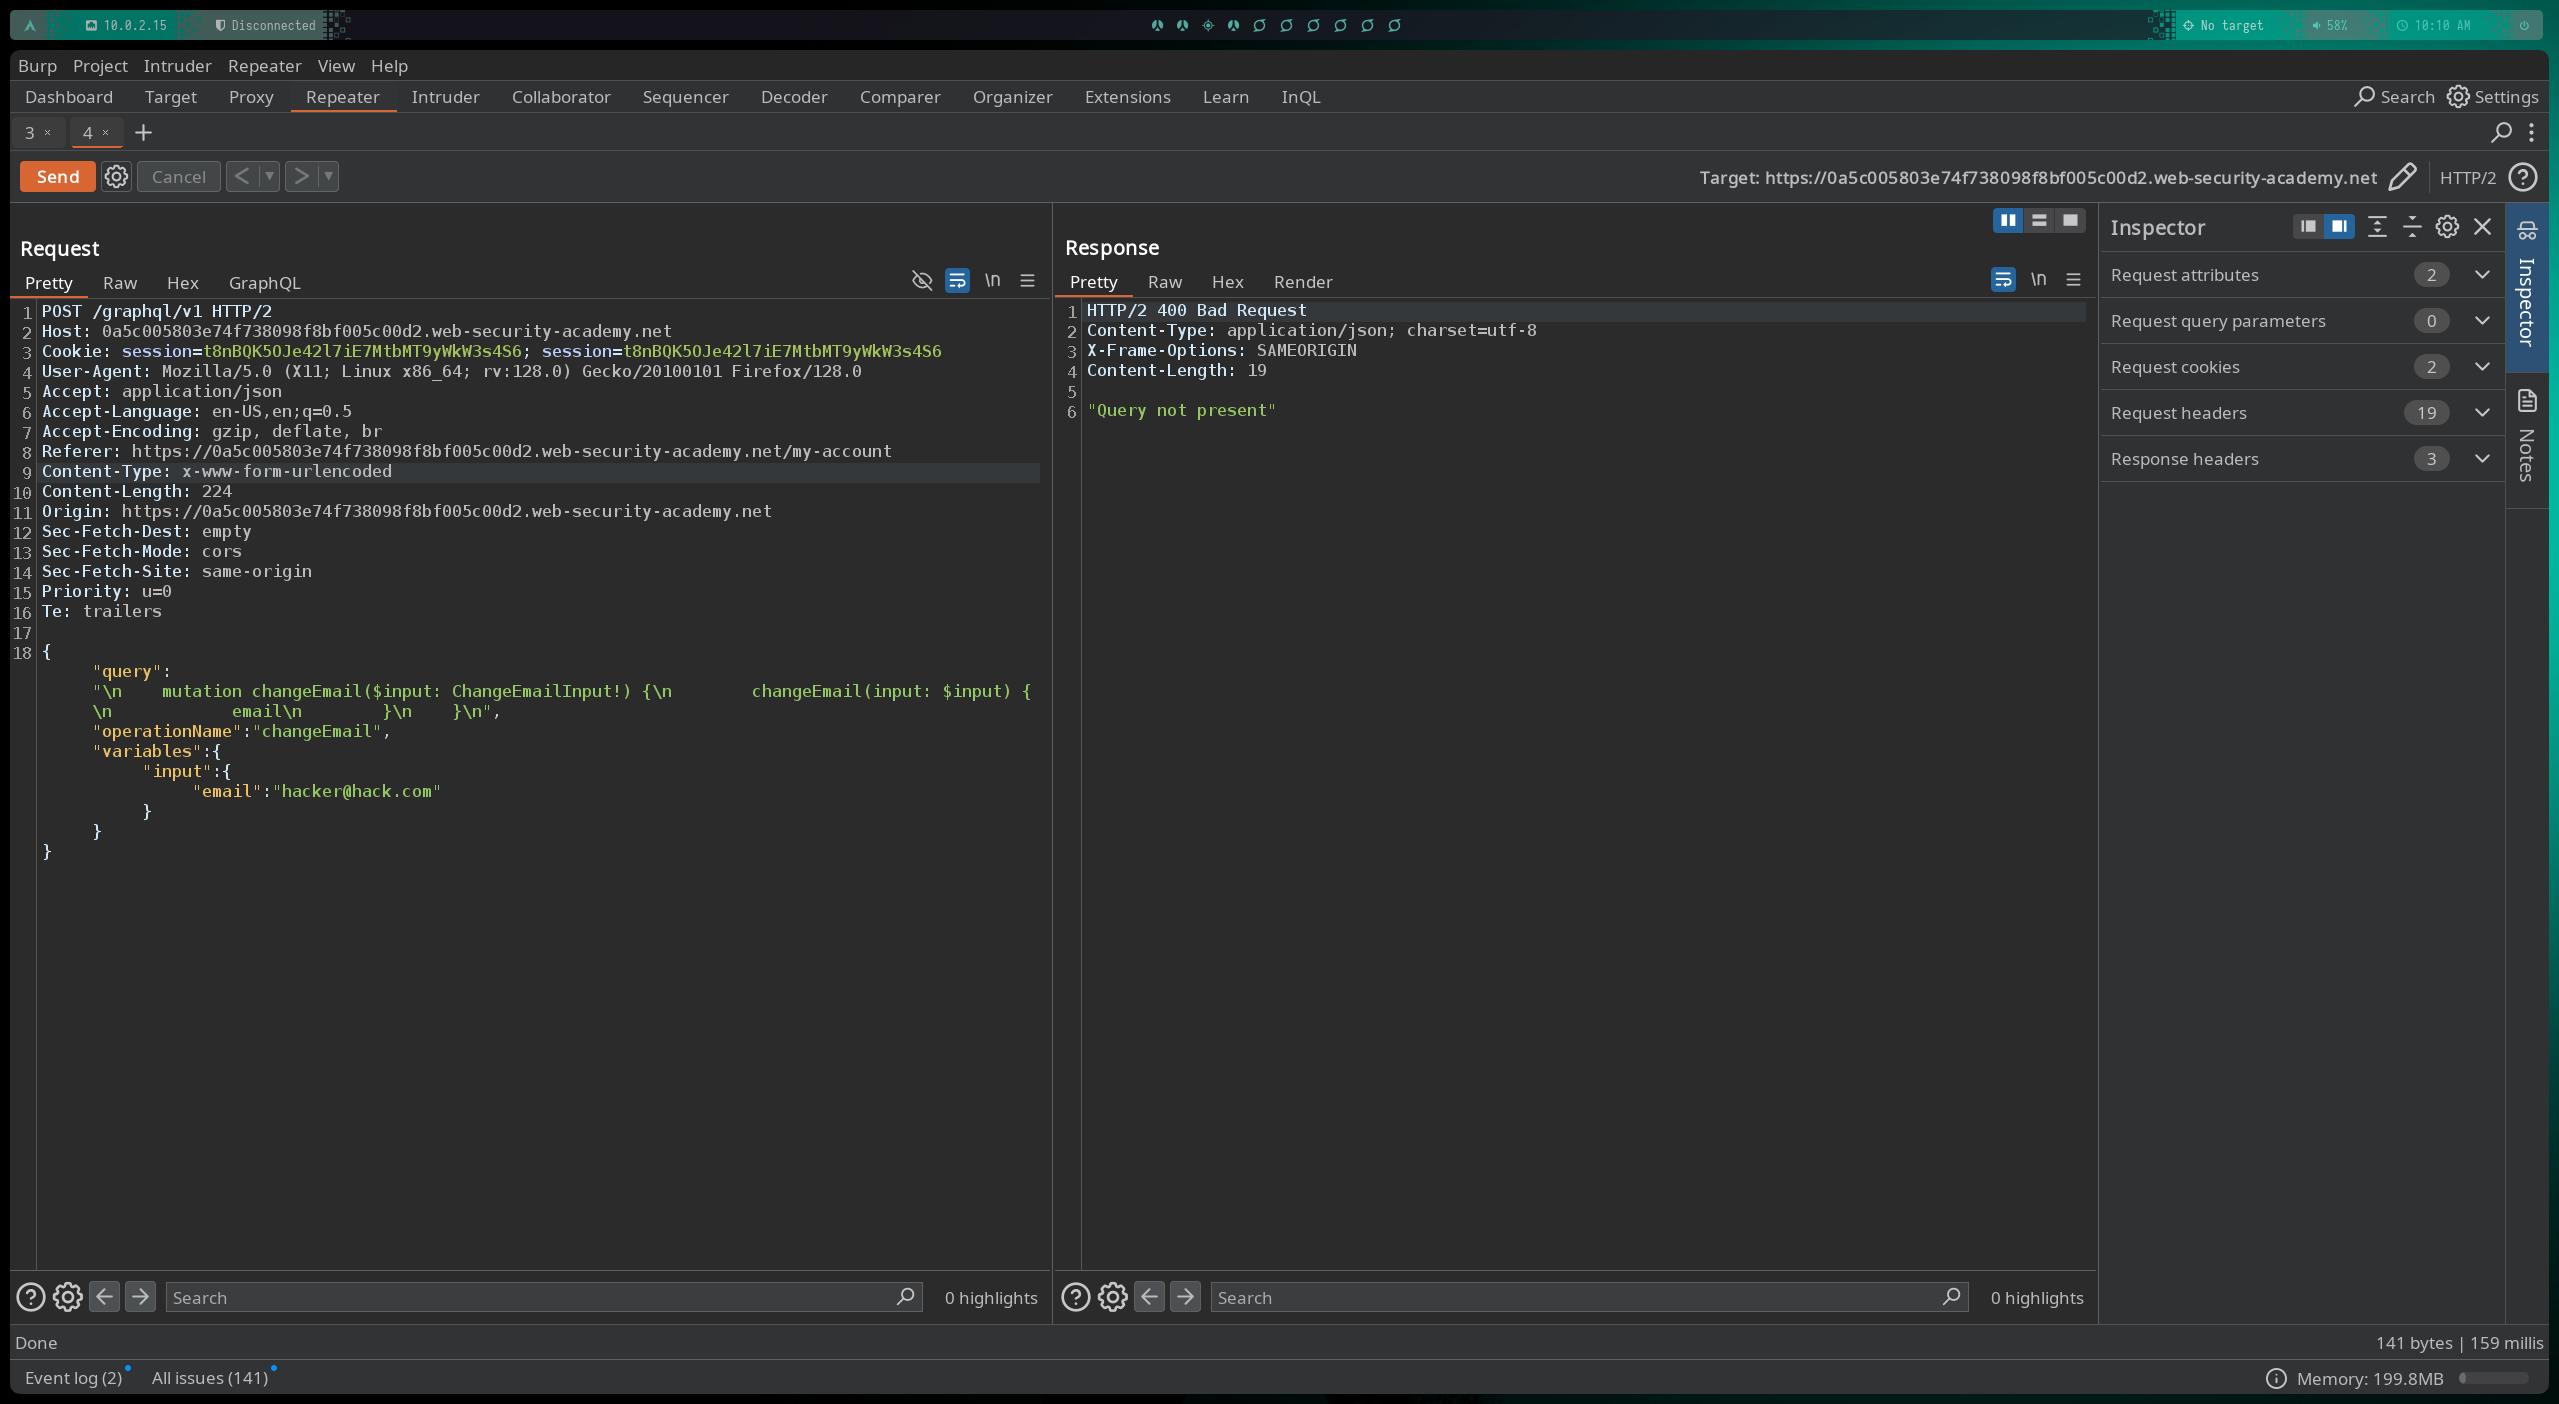 10.0.2.15 Disconnected No target 58% 10:10 AM
Burp Project Intruder Repeater View Help
Dashboard Target Proxy Repeater Intruder Collaborator Sequencer Decoder Comparer Organizer Extensions Learn InQL Search Settings
3 × 4 × +
Send Cancel < > Target: https://0a5c005803e74f738098f8bf005c00d2.web-security-academy.net HTTP/2
Request
Pretty Raw Hex GraphQL \n
1 POST /graphql/v1 HTTP/2
2 Host: 0a5c005803e74f738098f8bf005c00d2.web-security-academy.net
3 Cookie: session=t8nBQK5OJe42l7iE7MtbMT9yWkW3s4S6; session=t8nBQK5OJe42l7iE7MtbMT9yWkW3s4S6
4 User-Agent: Mozilla/5.0 (X11; Linux x86_64; rv:128.0) Gecko/20100101 Firefox/128.0
5 Accept: application/json
6 Accept-Language: en-US,en;q=0.5
7 Accept-Encoding: gzip, deflate, br
8 Referer: https://0a5c005803e74f738098f8bf005c00d2.web-security-academy.net/my-account
9 Content-Type: x-www-form-urlencoded
10 Content-Length: 224
11 Origin: https://0a5c005803e74f738098f8bf005c00d2.web-security-academy.net
12 Sec-Fetch-Dest: empty
13 Sec-Fetch-Mode: cors
14 Sec-Fetch-Site: same-origin
15 Priority: u=0
16 Te: trailers
17
18 {
"query":
"\n    mutation changeEmail($input: ChangeEmailInput!) {\n        changeEmail(input: $input) {
\n            email\n        }\n    }\n",
"operationName":"changeEmail",
"variables":{
"input":{
"email":"hacker@hack.com"
}
}
}
Search 0 highlights
Response
Pretty Raw Hex Render \n
1 HTTP/2 400 Bad Request
2 Content-Type: application/json; charset=utf-8
3 X-Frame-Options: SAMEORIGIN
4 Content-Length: 19
5
6 "Query not present"
Search 0 highlights
Inspector
Request attributes 2
Request query parameters 0
Request cookies 2
Request headers 19
Response headers 3
Inspector
Notes
Done 141 bytes | 159 millis
Event log (2) All issues (141) Memory: 199.8MB